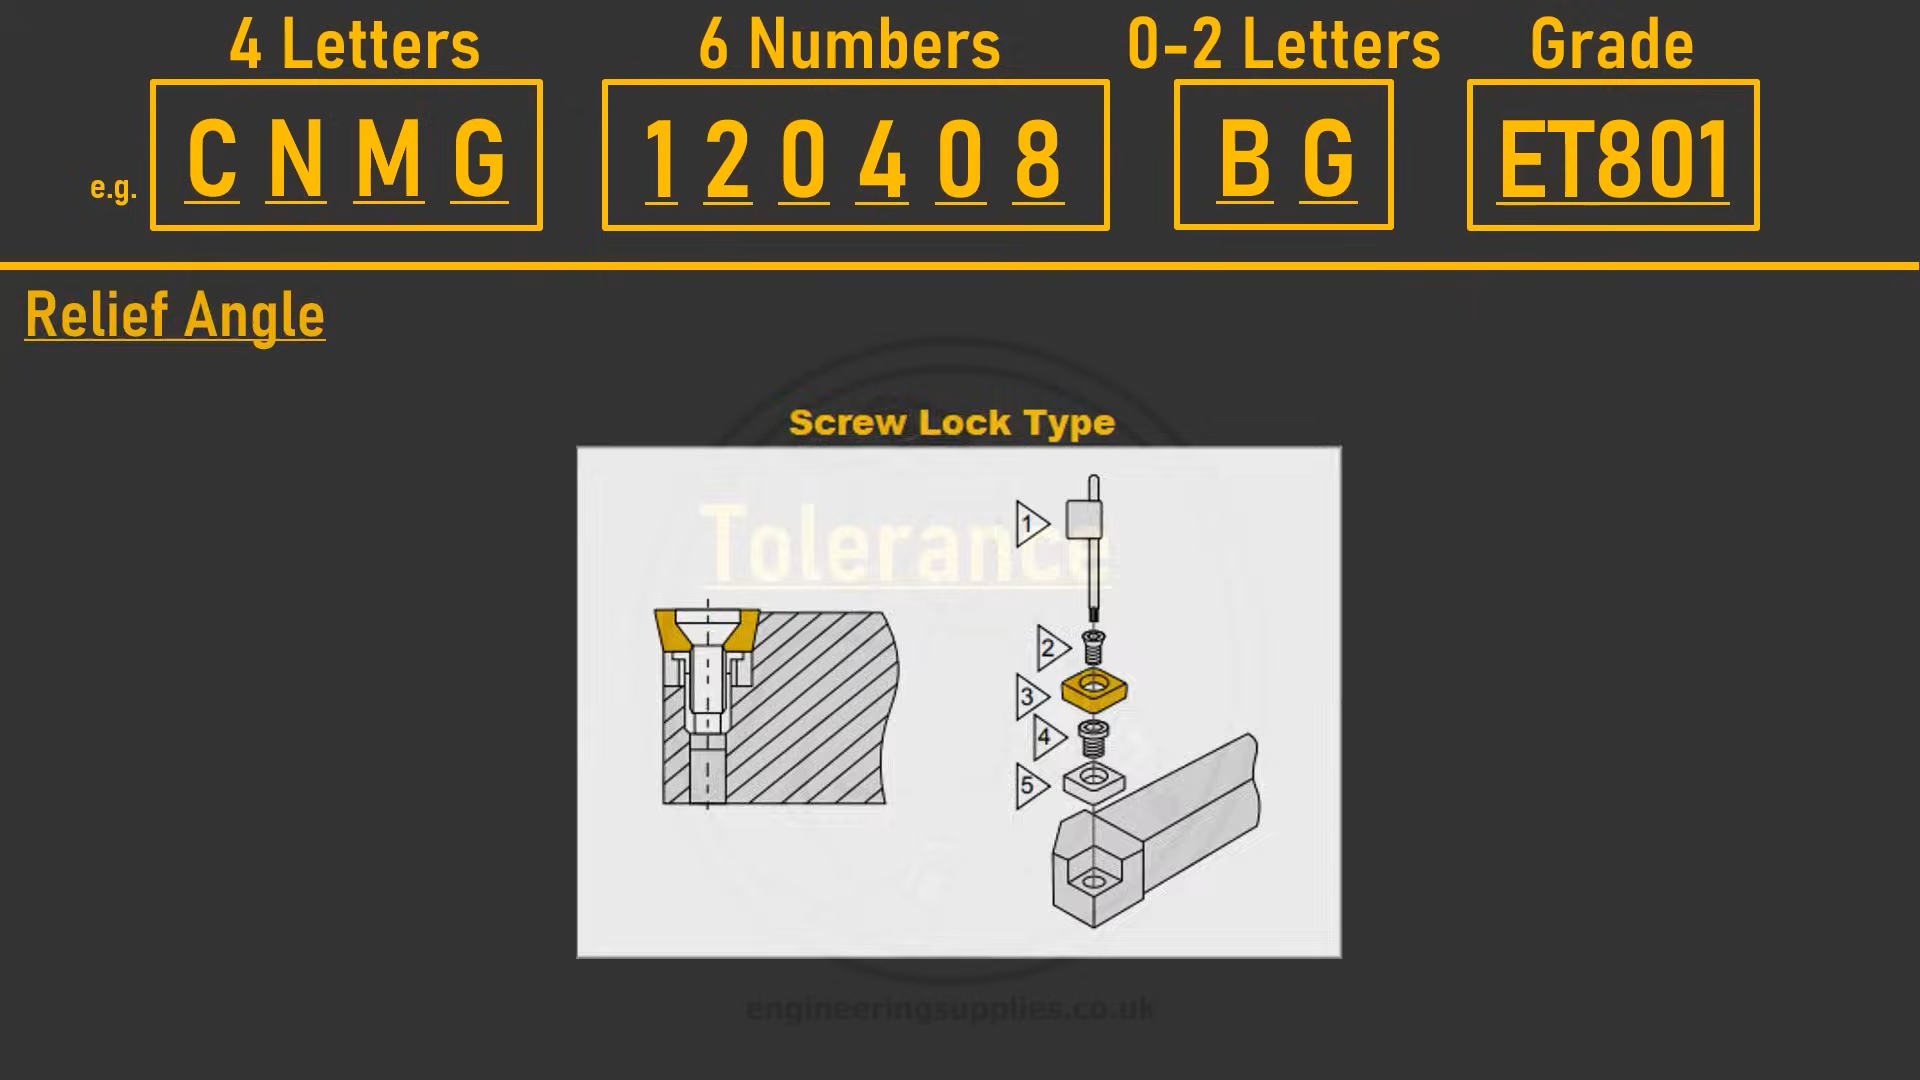 4 Letters 6 Numbers 0-2 Letters Grade
e.g. C N M G 1 2 0 4 0 8 B G ET801
Relief Angle
Screw Lock Type
Tolerance
1
2
3
4
5
engineeringsupplies.co.uk